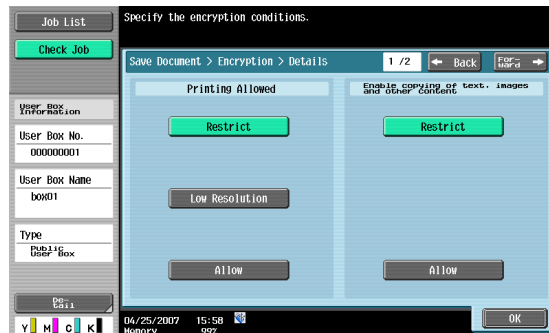 Job List
Check Job
User Box
Information
User Box No.
000000001
User Box Name
box01
Type
Public
User Box
De-
tail
Y M C K
Specify the encryption conditions.
Save Document > Encryption > Details
1 /2
← Back
For-
ward →
Printing Allowed
Restrict
Low Resolution
Allow
Enable copying of text, images
and other content
Restrict
Allow
04/25/2007 15:58
Memory 99%
OK